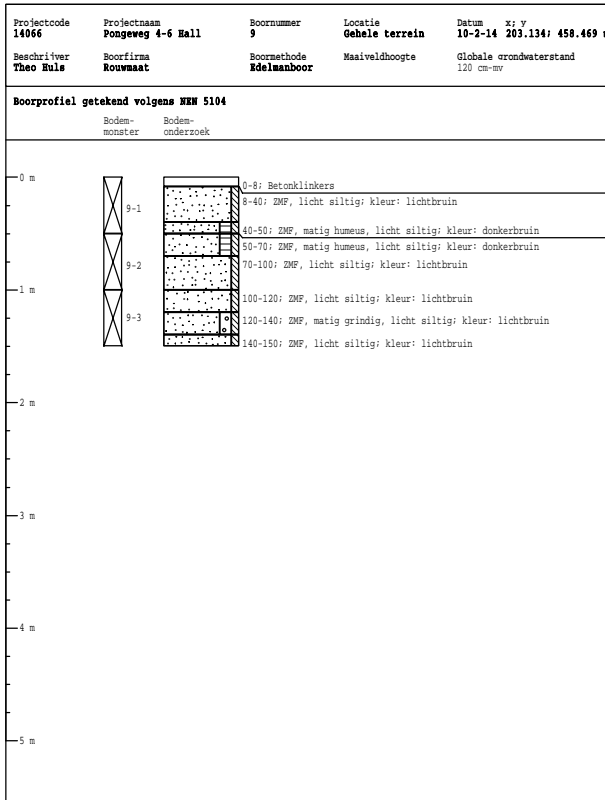 Projectcode Projectnaam Boornummer Locatie Datum x; y
14066 Pongeweg 4-6 Hall 9 Gehele terrein 10-2-14 203.134; 458.469
Beschrijver Boorfirma Boormethode Maaiveldhoogte Globale grondwaterstand
Theo Huls Rouwmaat Edelmanboor 120 cm-mv
Boorprofiel getekend volgens NEN 5104
Bodem- Bodem-
monster onderzoek
0 m
0-8; Betonklinkers
8-40; ZMF, licht siltig; kleur: lichtbruin
9-1
40-50; ZMF, matig humeus, licht siltig; kleur: donkerbruin
50-70; ZMF, matig humeus, licht siltig; kleur: donkerbruin
9-2
70-100; ZMF, licht siltig; kleur: lichtbruin
1 m
100-120; ZMF, licht siltig; kleur: lichtbruin
9-3
120-140; ZMF, matig grindig, licht siltig; kleur: lichtbruin
140-150; ZMF, licht siltig; kleur: lichtbruin
2 m
3 m
4 m
5 m